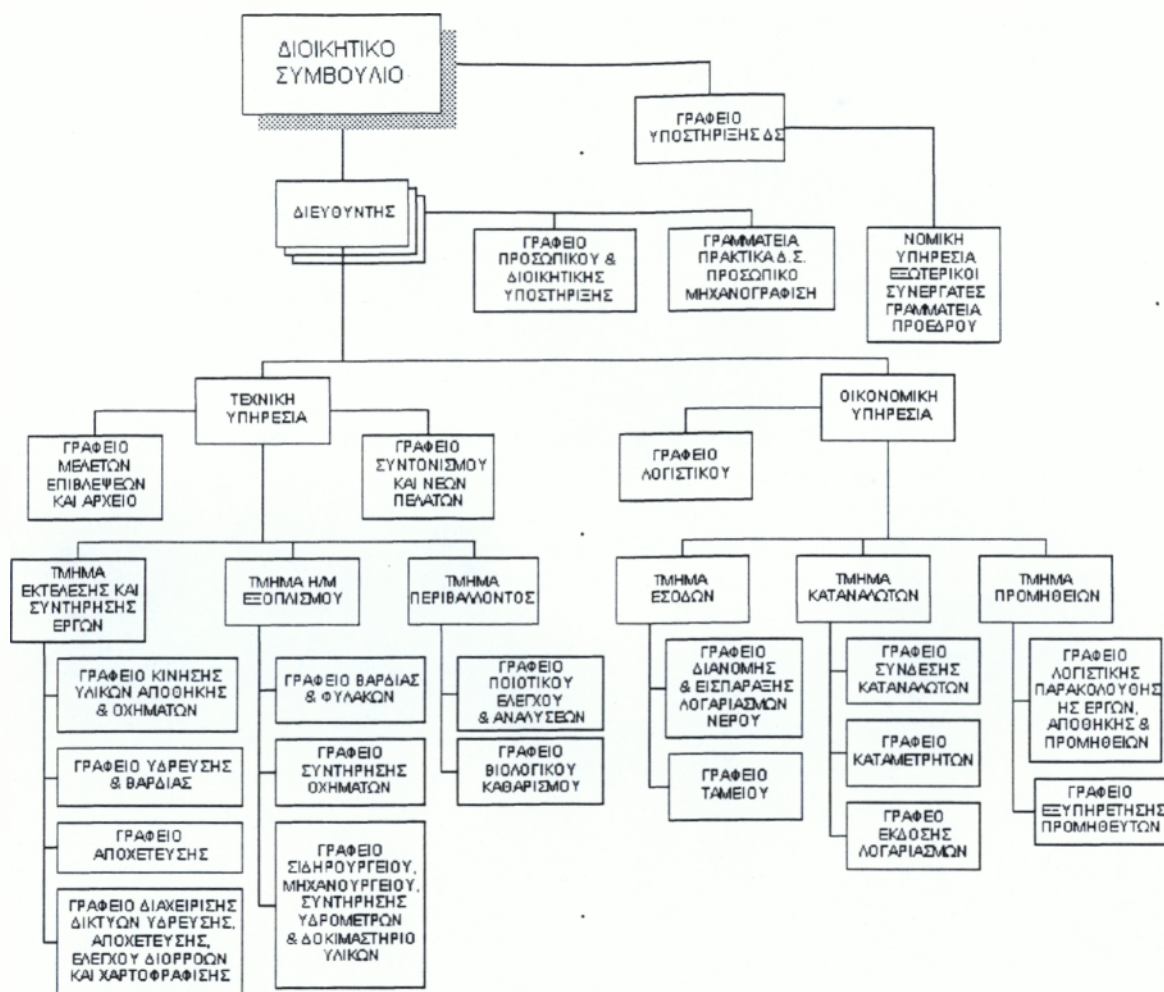 ΔΙΟΙΚΗΤΙΚΟ
ΣΥΜΒΟΥΛΙΟ
ΓΡΑΦΕΙΟ
ΥΠΟΣΤΗΡΙΞΗΣ ΔΣ
ΔΙΕΥΘΥΝΤΗΣ
ΓΡΑΦΕΙΟ
ΠΡΟΣΩΠΙΚΟΥ &
ΔΙΟΙΚΗΤΙΚΗΣ
ΥΠΟΣΤΗΡΙΞΗΣ
ΓΡΑΜΜΑΤΕΙΑ
ΠΡΑΚΤΙΚΑ Δ.Σ.
ΠΡΟΣΩΠΙΚΟ
ΜΗΧΑΝΟΓΡΑΦΙΣΗ
ΝΟΜΙΚΗ
ΥΠΗΡΕΣΙΑ
ΕΞΩΤΕΡΙΚΟΙ
ΣΥΝΕΡΓΑΤΕΣ
ΓΡΑΜΜΑΤΕΙΑ
ΠΡΟΕΔΡΟΥ
ΤΕΧΝΙΚΗ
ΥΠΗΡΕΣΙΑ
ΟΙΚΟΝΟΜΙΚΗ
ΥΠΗΡΕΣΙΑ
ΓΡΑΦΕΙΟ
ΜΕΛΕΤΩΝ
ΕΠΙΒΛΕΨΕΩΝ
ΚΑΙ ΑΡΧΕΙΟ
ΓΡΑΦΕΙΟ
ΣΥΝΤΟΝΙΣΜΟΥ
ΚΑΙ ΝΕΩΝ
ΠΕΛΑΤΩΝ
ΓΡΑΦΕΙΟ
ΛΟΓΙΣΤΙΚΟΥ
ΤΜΗΜΑ
ΕΚΤΕΛΕΣΗΣ ΚΑΙ
ΣΥΝΤΗΡΗΣΗΣ
ΕΡΓΩΝ
ΤΜΗΜΑ Η/Μ
ΕΞΟΠΛΙΣΜΟΥ
ΤΜΗΜΑ
ΠΕΡΙΒΑΛΛΟΝΤΟΣ
ΤΜΗΜΑ
ΕΣΟΔΩΝ
ΤΜΗΜΑ
ΚΑΤΑΝΑΛΩΤΩΝ
ΤΜΗΜΑ
ΠΡΟΜΗΘΕΙΩΝ
ΓΡΑΦΕΙΟ ΚΙΝΗΣΗΣ
ΥΛΙΚΩΝ ΑΠΟΘΗΚΗΣ
& ΟΧΗΜΑΤΩΝ
ΓΡΑΦΕΙΟ ΥΔΡΕΥΣΗΣ
& ΒΑΡΔΙΑΣ
ΓΡΑΦΕΙΟ
ΑΠΟΧΕΤΕΥΣΗΣ
ΓΡΑΦΕΙΟ ΔΙΑΧΕΙΡΙΣΗΣ
ΔΙΚΤΥΩΝ ΥΔΡΕΥΣΗΣ,
ΑΠΟΧΕΤΕΥΣΗΣ,
ΕΛΕΓΧΟΥ ΔΙΟΡΡΟΩΝ
ΚΑΙ ΧΑΡΤΟΦΡΑΦΙΣΗΣ
ΓΡΑΦΕΙΟ ΒΑΡΔΙΑΣ
& ΦΥΛΑΚΩΝ
ΓΡΑΦΕΙΟ
ΣΥΝΤΗΡΗΣΗΣ
ΟΧΗΜΑΤΩΝ
ΓΡΑΦΕΙΟ
ΣΙΔΗΡΟΥΡΓΕΙΟΥ,
ΜΗΧΑΝΟΥΡΓΕΙΟΥ,
ΣΥΝΤΗΡΗΣΗΣ
ΥΔΡΟΜΕΤΡΩΝ
& ΔΟΚΙΜΑΣΤΗΡΙΟ
ΥΛΙΚΩΝ
ΓΡΑΦΕΙΟ
ΠΟΙΟΤΙΚΟΥ
ΕΛΕΓΧΟΥ
& ΑΝΑΛΥΣΕΩΝ
ΓΡΑΦΕΙΟ
ΒΙΟΛΟΓΙΚΟΥ
ΚΑΘΑΡΙΣΜΟΥ
ΓΡΑΦΕΙΟ
ΔΙΑΝΟΜΗΣ
& ΕΙΣΠΑΡΑΞΗΣ
ΛΟΓΑΡΙΑΣΜΩΝ
ΝΕΡΟΥ
ΓΡΑΦΕΙΟ
ΤΑΜΕΙΟΥ
ΓΡΑΦΕΙΟ
ΣΥΝΔΕΣΗΣ
ΚΑΤΑΝΑΛΩΤΩΝ
ΓΡΑΦΕΙΟ
ΚΑΤΑΜΕΤΡΗΤΩΝ
ΓΡΑΦΕΟ
ΕΚΔΟΣΗΣ
ΛΟΓΑΡΙΑΣΜΩΝ
ΓΡΑΦΕΙΟ
ΛΟΓΙΣΤΙΚΗΣ
ΠΑΡΑΚΟΛΟΥΘΗΣ
ΗΣ ΕΡΓΩΝ,
ΑΠΟΘΗΚΗΣ &
ΠΡΟΜΗΘΕΙΩΝ
ΓΡΑΦΕΙΟ
ΕΞΥΠΗΡΕΤΗΣΗΣ
ΠΡΟΜΗΘΕΥΤΩΝ